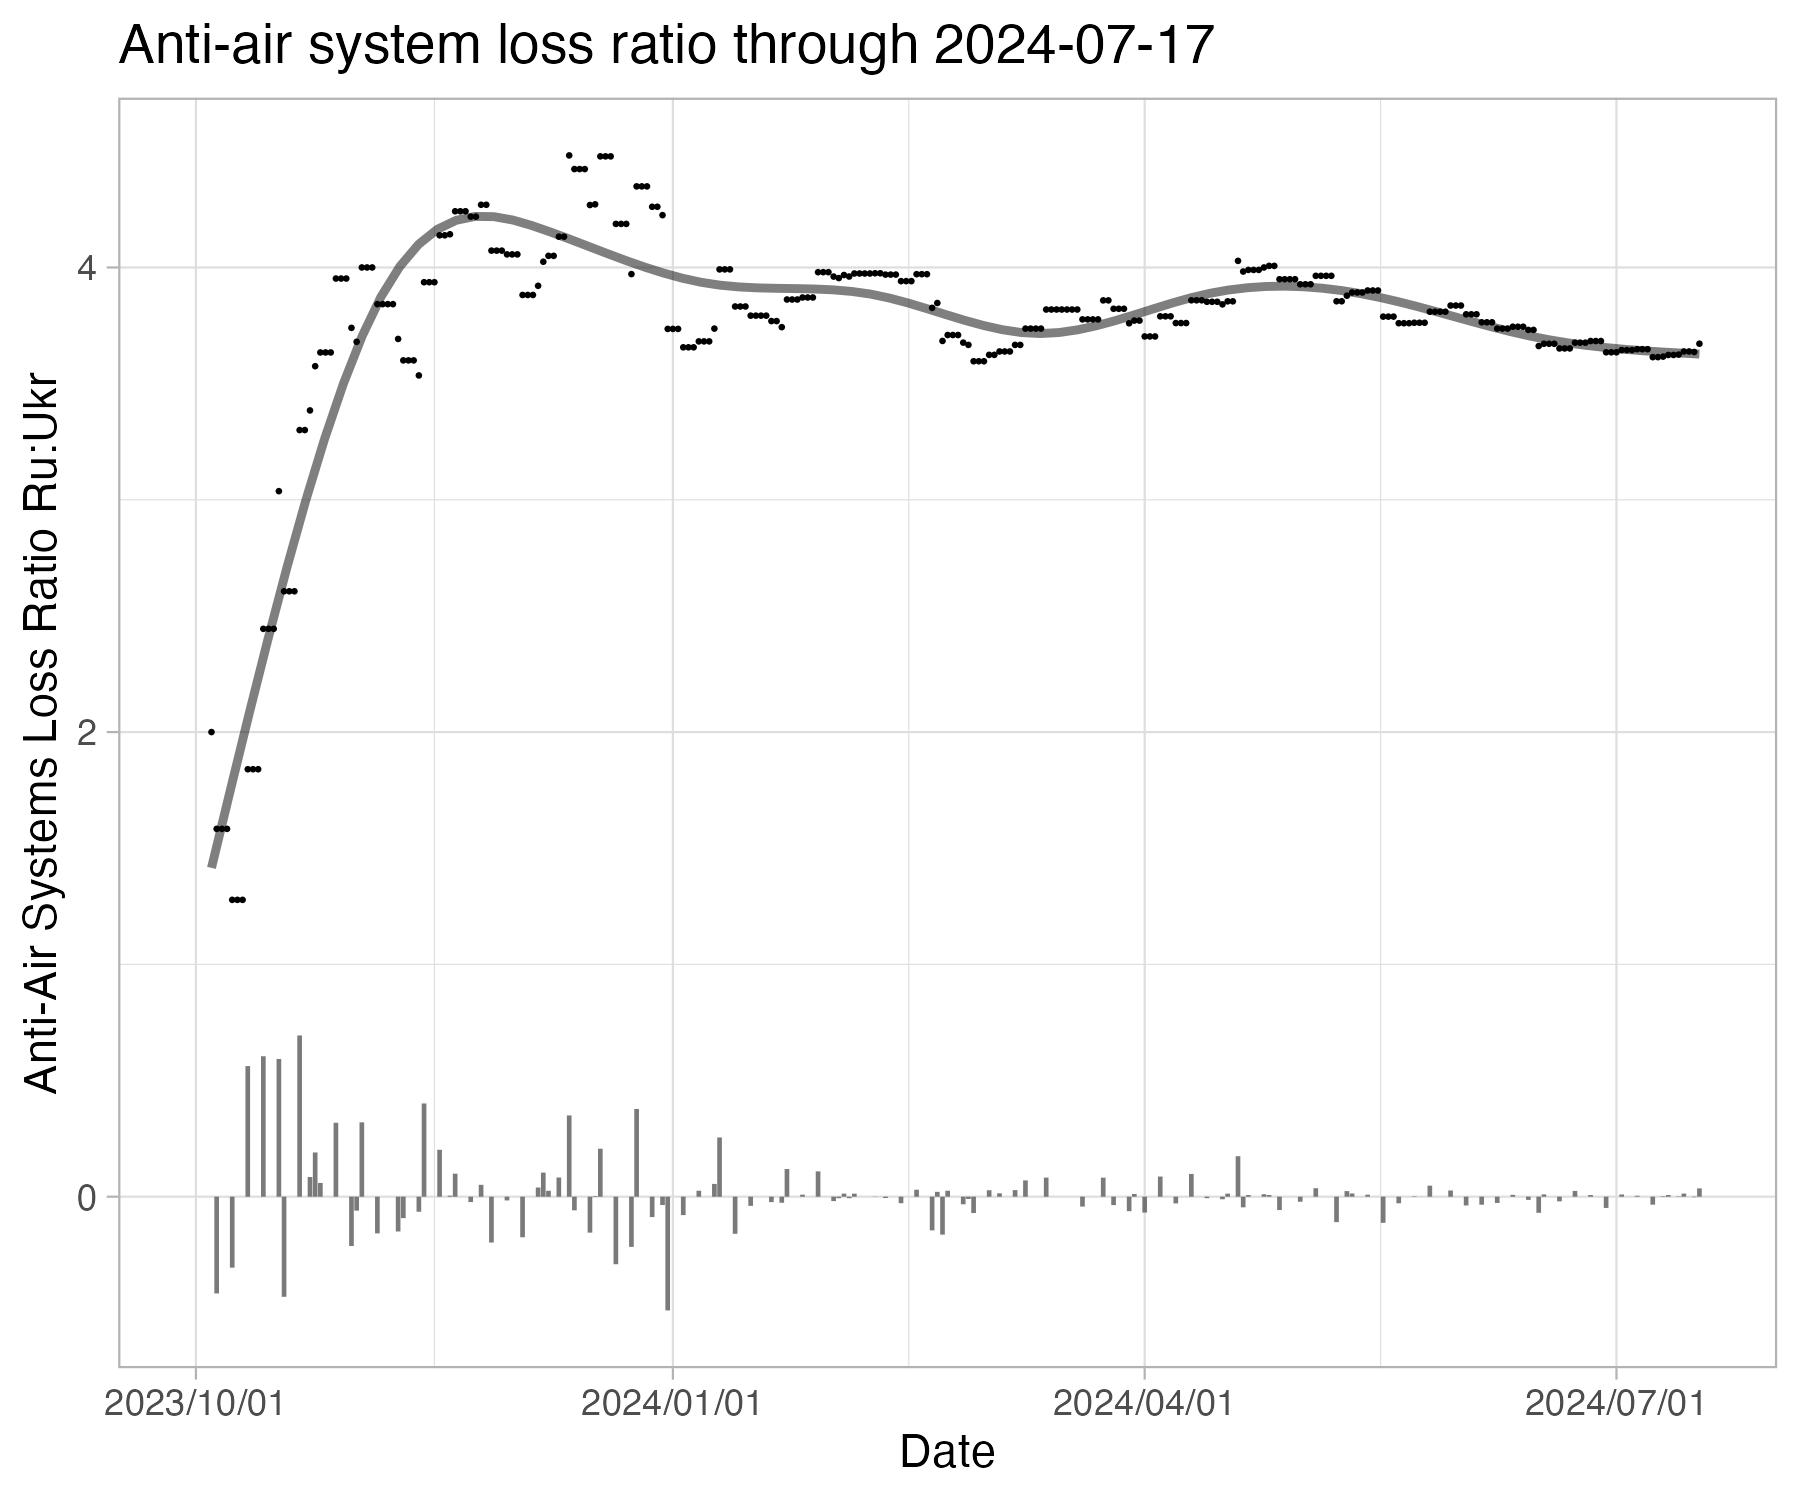 Anti-air system loss ratio through 2024-07-17
Anti-Air Systems Loss Ratio Ru:Ukr
4
2
0
2023/10/01
2024/01/01
2024/04/01
2024/07/01
Date